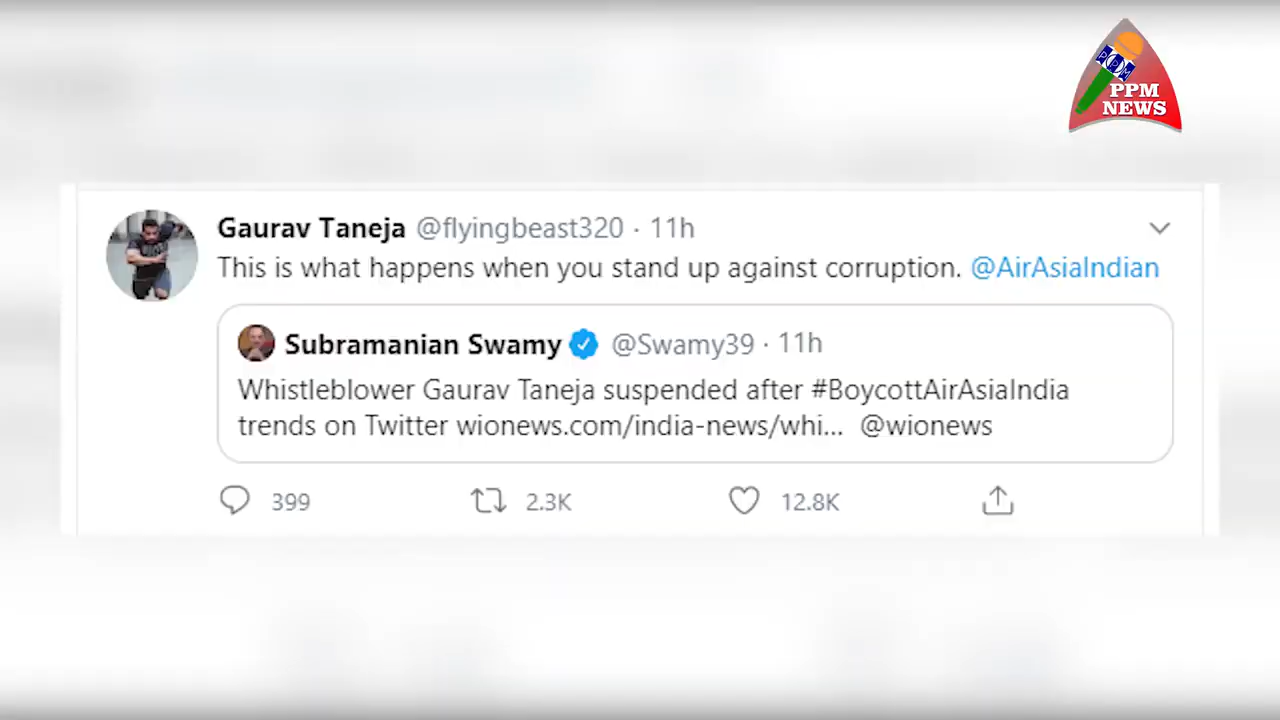 PPM
PPM
NEWS
Gaurav Taneja @flyingbeast320 · 11h
This is what happens when you stand up against corruption. @AirAsiaIndian
Subramanian Swamy @Swamy39 · 11h
Whistleblower Gaurav Taneja suspended after #BoycottAirAsiaIndia
trends on Twitter wionews.com/india-news/whi... @wionews
399 2.3K 12.8K